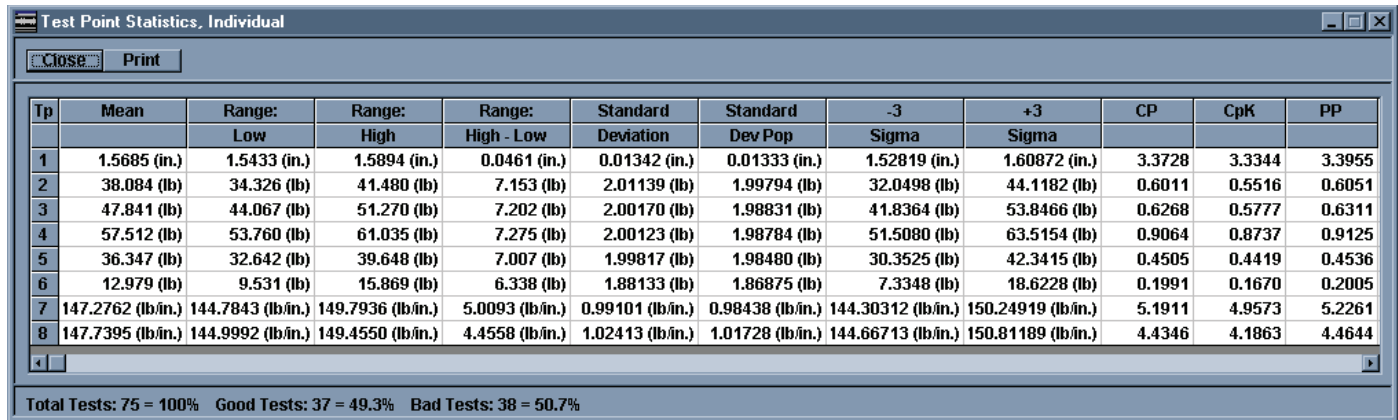 Test Point Statistics, Individual
Close Print
Tp Mean Range: Range: Range: Standard Standard -3 +3 CP CpK PP
Low High High - Low Deviation Dev Pop Sigma Sigma
1 1.5685 (in.) 1.5433 (in.) 1.5894 (in.) 0.0461 (in.) 0.01342 (in.) 0.01333 (in.) 1.52819 (in.) 1.60872 (in.) 3.3728 3.3344 3.3955
2 38.084 (lb) 34.326 (lb) 41.480 (lb) 7.153 (lb) 2.01139 (lb) 1.99794 (lb) 32.0498 (lb) 44.1182 (lb) 0.6011 0.5516 0.6051
3 47.841 (lb) 44.067 (lb) 51.270 (lb) 7.202 (lb) 2.00170 (lb) 1.98831 (lb) 41.8364 (lb) 53.8466 (lb) 0.6268 0.5777 0.6311
4 57.512 (lb) 53.760 (lb) 61.035 (lb) 7.275 (lb) 2.00123 (lb) 1.98784 (lb) 51.5080 (lb) 63.5154 (lb) 0.9064 0.8737 0.9125
5 36.347 (lb) 32.642 (lb) 39.648 (lb) 7.007 (lb) 1.99817 (lb) 1.98480 (lb) 30.3525 (lb) 42.3415 (lb) 0.4505 0.4419 0.4536
6 12.979 (lb) 9.531 (lb) 15.869 (lb) 6.338 (lb) 1.88133 (lb) 1.86875 (lb) 7.3348 (lb) 18.6228 (lb) 0.1991 0.1670 0.2005
7 147.2762 (lb/in.) 144.7843 (lb/in.) 149.7936 (lb/in.) 5.0093 (lb/in.) 0.99101 (lb/in.) 0.98438 (lb/in.) 144.30312 (lb/in.) 150.24919 (lb/in.) 5.1911 4.9573 5.2261
8 147.7395 (lb/in.) 144.9992 (lb/in.) 149.4550 (lb/in.) 4.4558 (lb/in.) 1.02413 (lb/in.) 1.01728 (lb/in.) 144.66713 (lb/in.) 150.81189 (lb/in.) 4.4346 4.1863 4.4644
Total Tests: 75 = 100% Good Tests: 37 = 49.3% Bad Tests: 38 = 50.7%